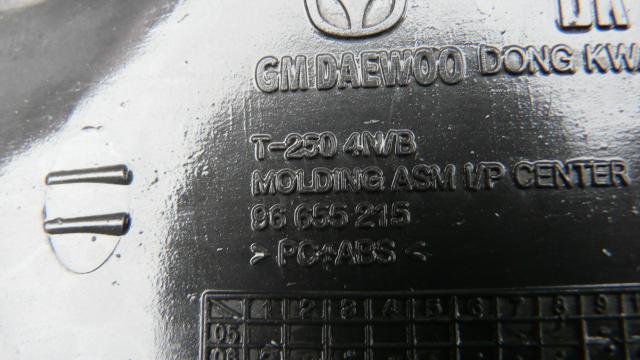 GM DAEWOO DONG KWA
T-250 4N/B
MOLDING ASM I/P CENTER
96 655 215
> PC+ABS <
1 2 3 4 5 6 7 8 9
05